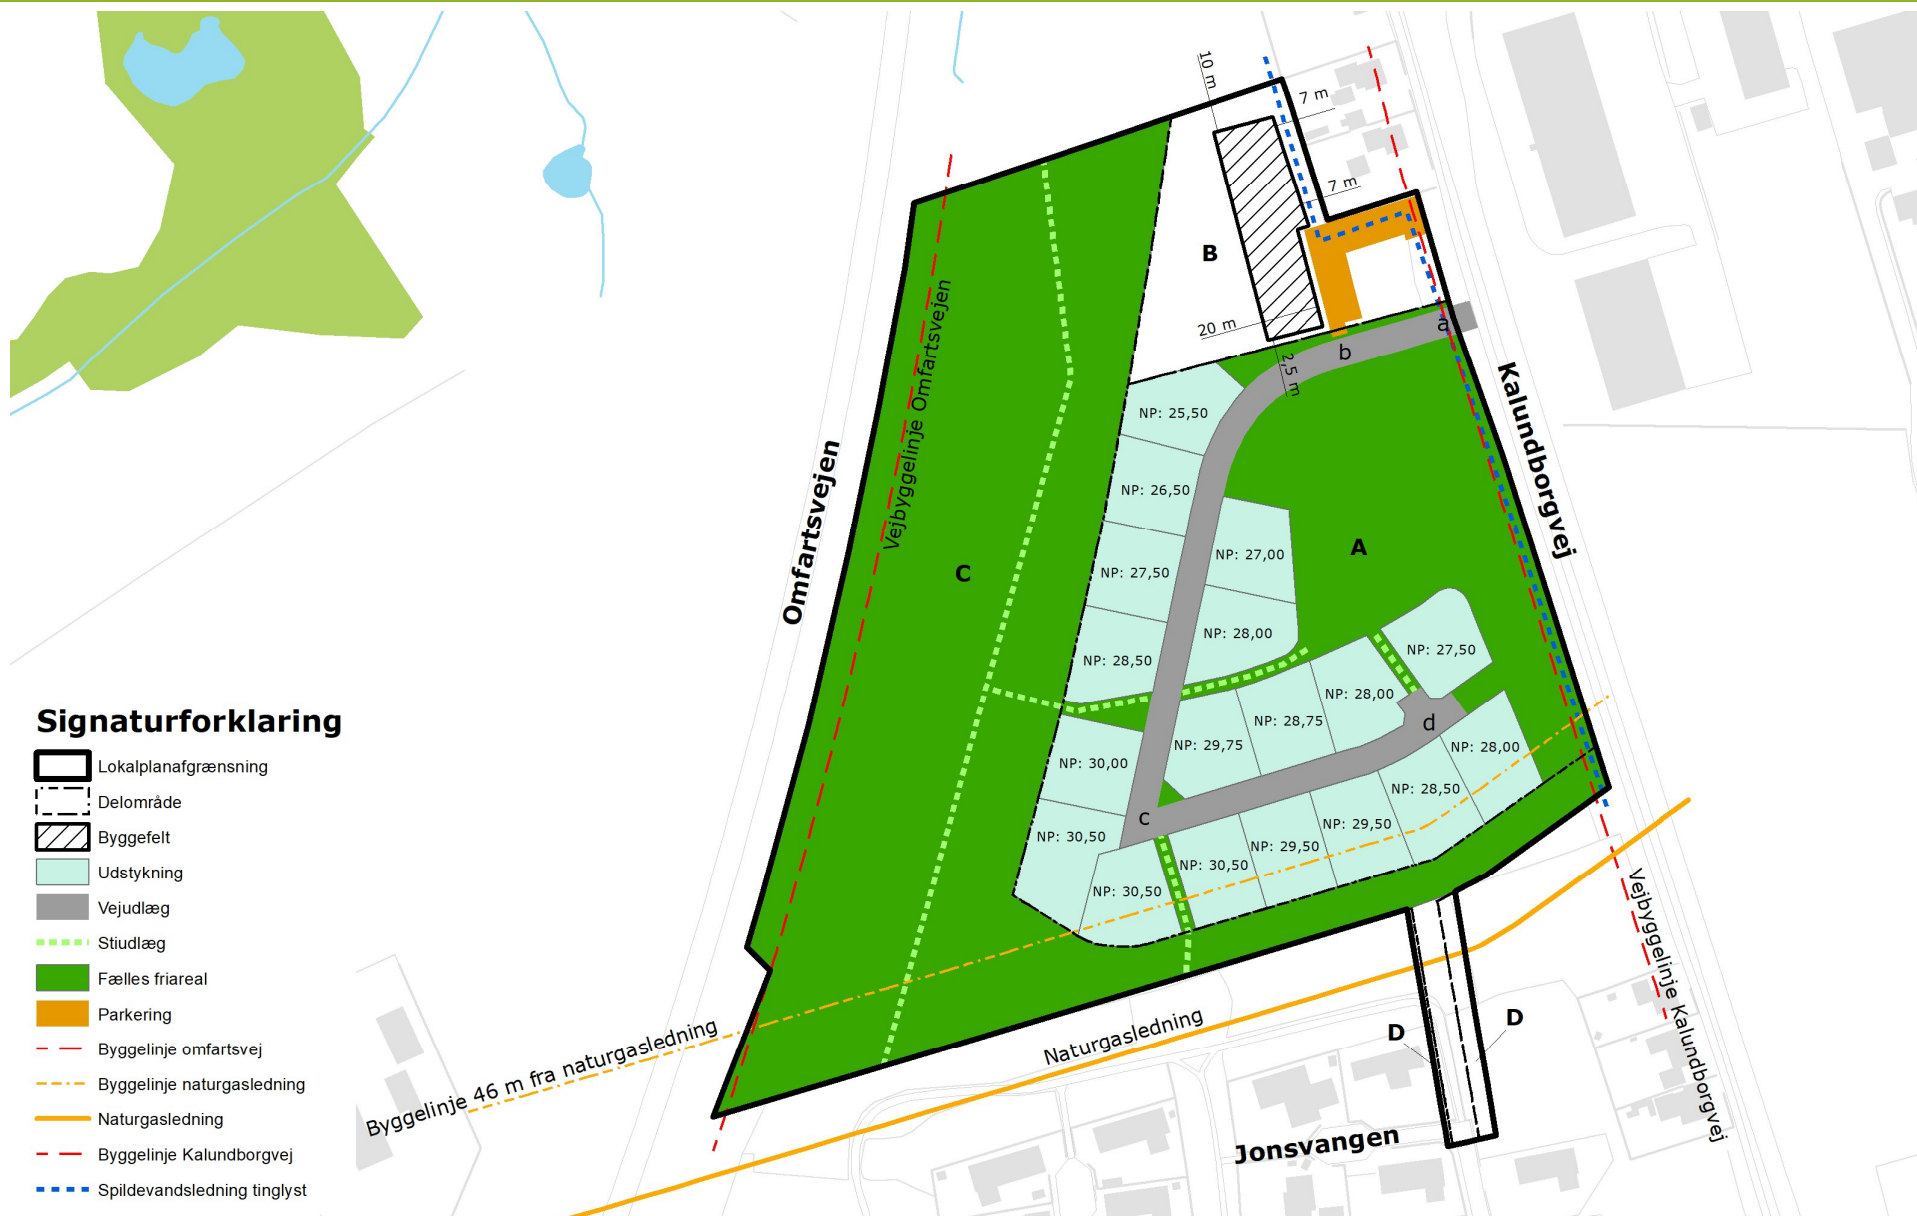 10 m
7 m
7 m
B
20 m
2,5 m
a
b
Kalundborgvej
NP: 25,50
NP: 26,50
NP: 27,50
NP: 28,50
NP: 27,00
NP: 28,00
A
C
Omfartsvejen
Vejbyggelinje Omfartsvejen
NP: 27,50
NP: 28,00
NP: 28,75
NP: 29,75
d
NP: 28,00
NP: 28,50
NP: 29,50
NP: 29,50
NP: 30,50
NP: 30,00
NP: 30,50
NP: 30,50
c
Signaturforklaring
Lokalplanafgrænsning
Delområde
Byggefelt
Udstykning
Vejudlæg
Stiudlæg
Fælles friareal
Parkering
Byggelinje omfartsvej
Byggelinje naturgasledning
Naturgasledning
Byggelinje Kalundborgvej
Spildevandsledning tinglyst
Byggelinje 46 m fra naturgasledning
Naturgasledning
D
D
Jonsvangen
Vejbyggelinje Kalundborgvej